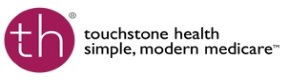 th®
touchstone health
simple, modern medicare™